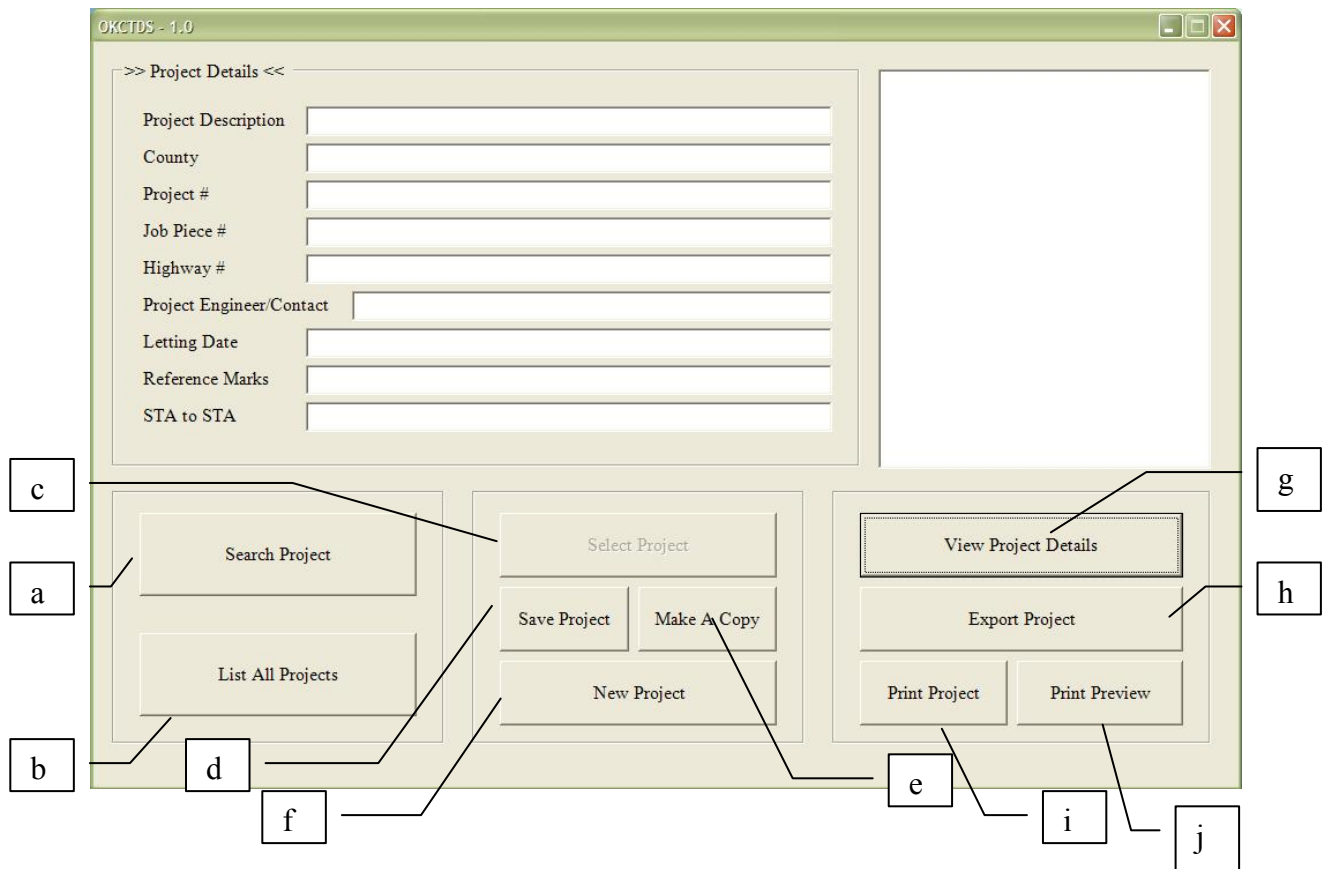 OKCTDS - 1.0
>> Project Details <<
Project Description
County
Project #
Job Piece #
Highway #
Project Engineer/Contact
Letting Date
Reference Marks
STA to STA
c
g
Search Project
Select Project
View Project Details
a
h
Save Project
Make A Copy
Export Project
List All Projects
New Project
Print Project
Print Preview
b
d
e
f
i
j